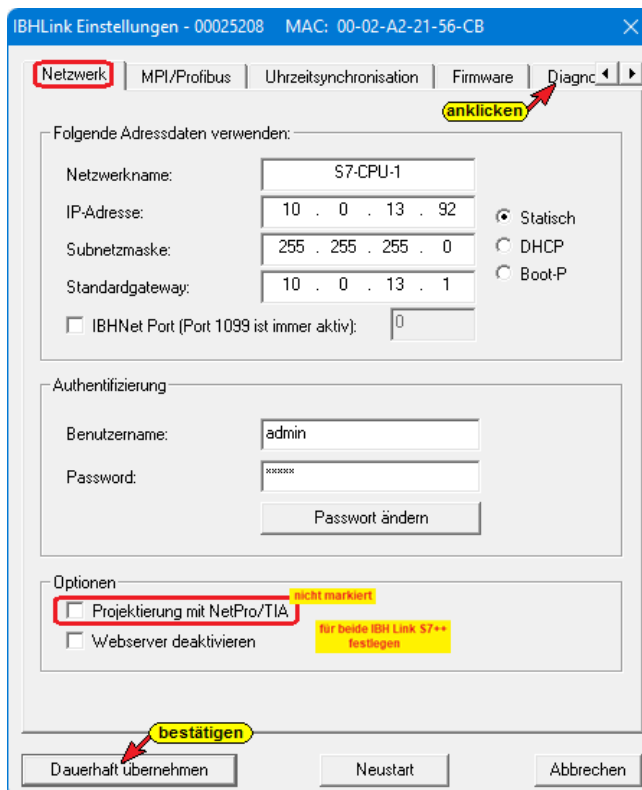 IBHLink Einstellungen - 00025208 MAC: 00-02-A2-21-56-CB
Netzwerk MPI/Profibus Uhrzeitsynchronisation Firmware Diagnc
anklicken
Folgende Adressdaten verwenden:
Netzwerkname: S7-CPU-1
IP-Adresse: 10 . 0 . 13 . 92
Statisch
Subnetzmaske: 255 . 255 . 255 . 0
DHCP
Standardgateway: 10 . 0 . 13 . 1
Boot-P
IBHNet Port (Port 1099 ist immer aktiv): 0
Authentifizierung
Benutzername: admin
Password: xxxxx
Passwort ändern
Optionen
nicht markiert
Projektierung mit NetPro/TIA
für beide IBH Link S7++
festlegen
Webserver deaktivieren
bestätigen
Dauerhaft übernehmen Neustart Abbrechen